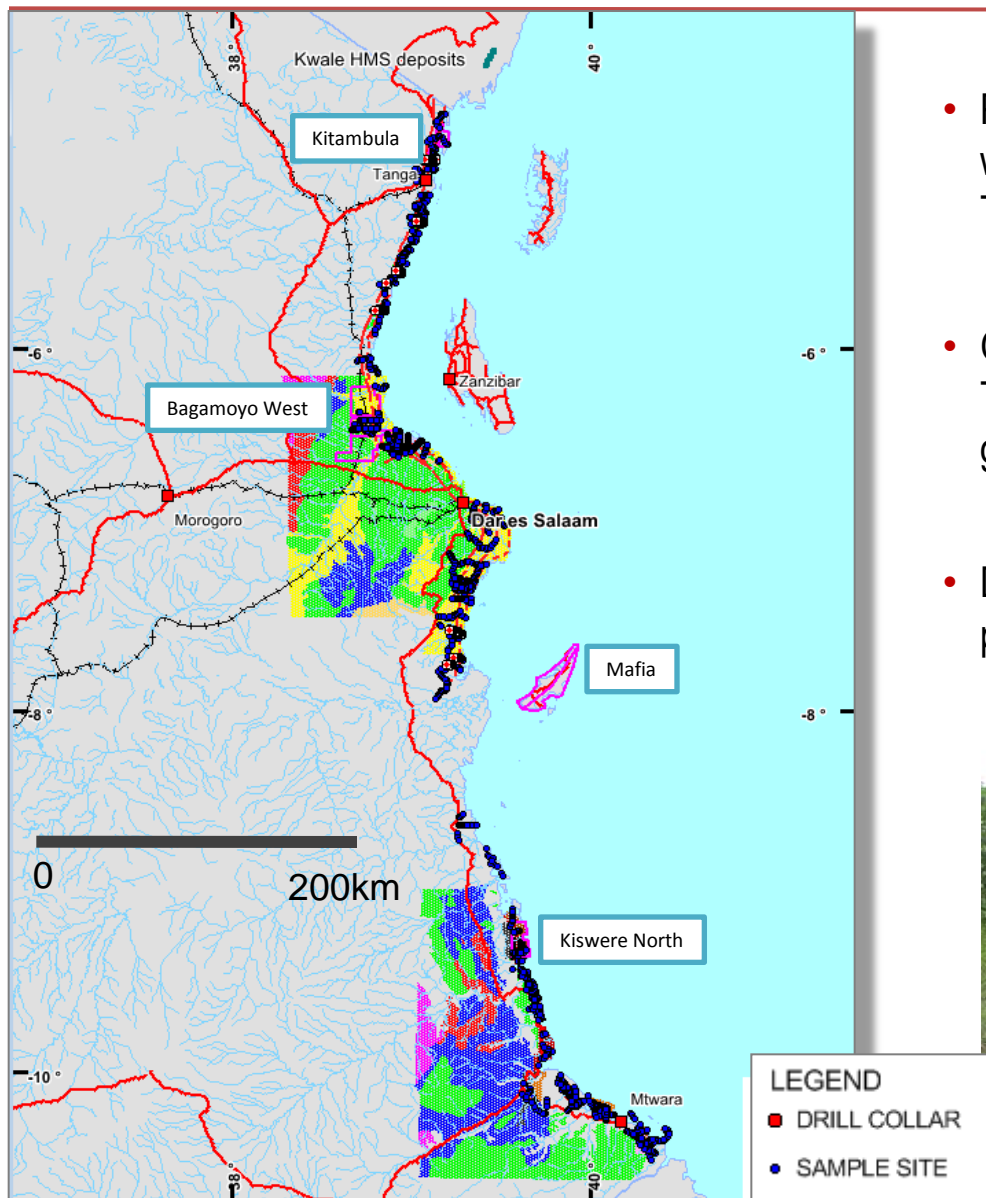 38°
40°
Kwale HMS deposits
Kitambula
Tanga
-6°
Zanzibar
Bagamoyo West
Morogoro
Dar es Salaam
Mafia
-8°
-8°
0
200km
Kiswere North
-10°
Mtwara
38°
40°
LEGEND
DRILL COLLAR
SAMPLE SITE